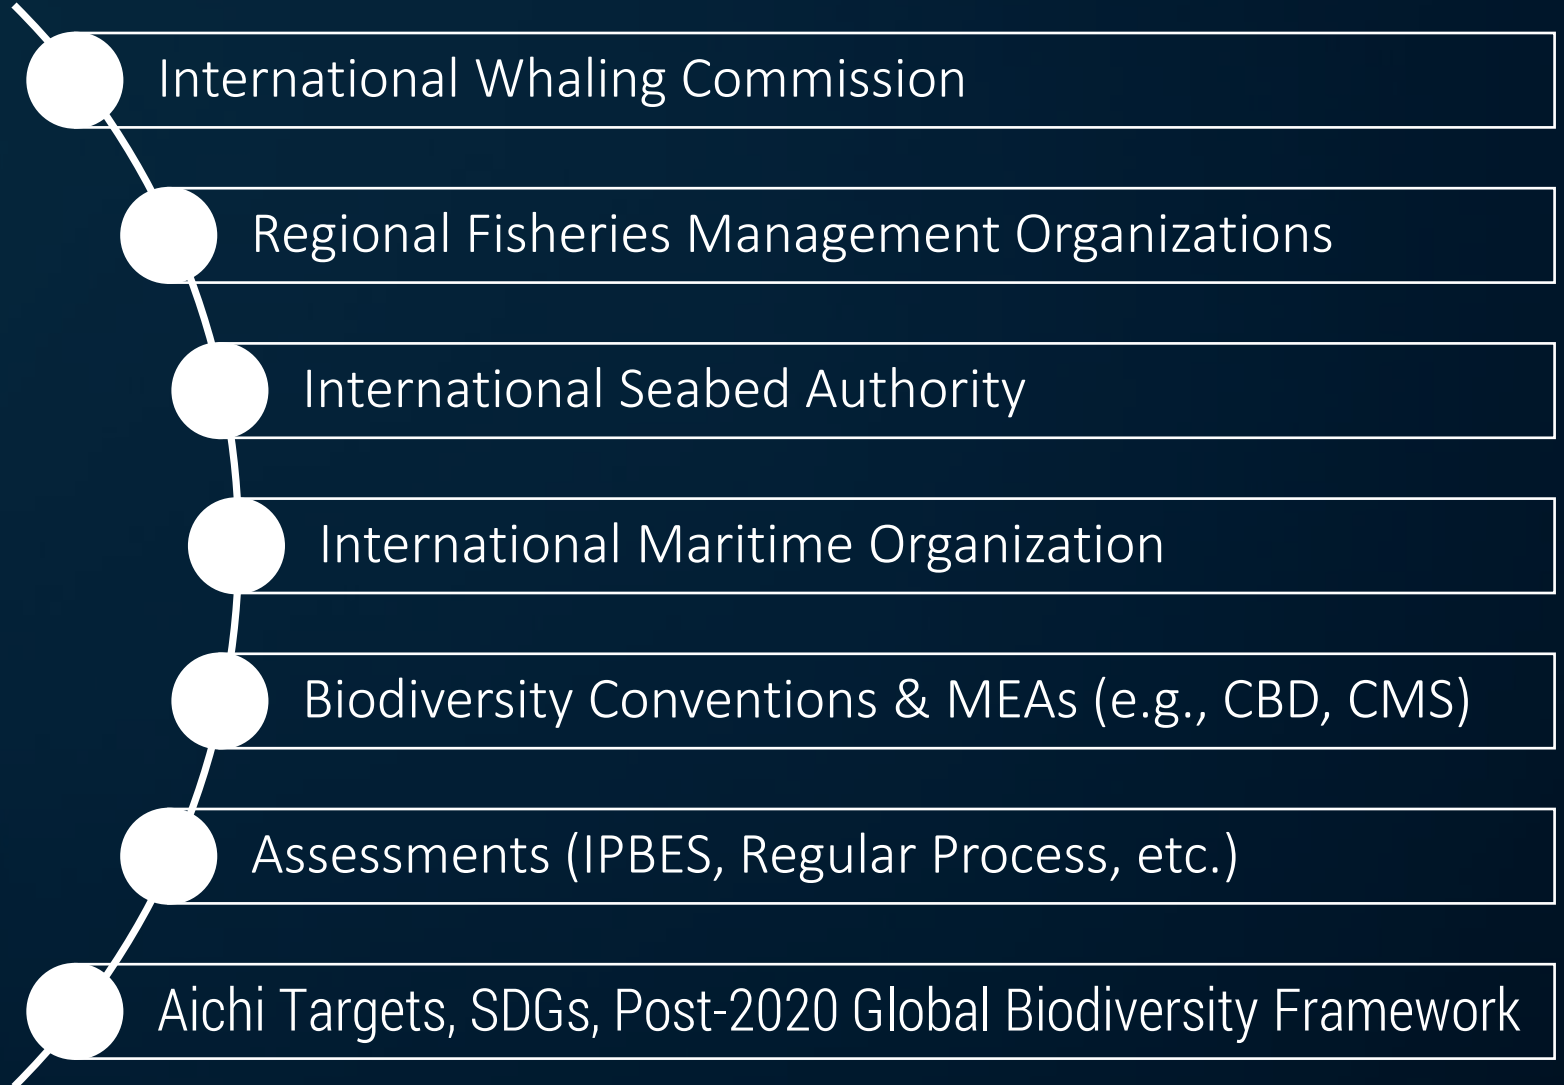 International Whaling Commission
Regional Fisheries Management Organizations
International Seabed Authority
International Maritime Organization
Biodiversity Conventions & MEAs (e.g., CBD, CMS)
Assessments (IPBES, Regular Process, etc.)
Aichi Targets, SDGs, Post-2020 Global Biodiversity Framework